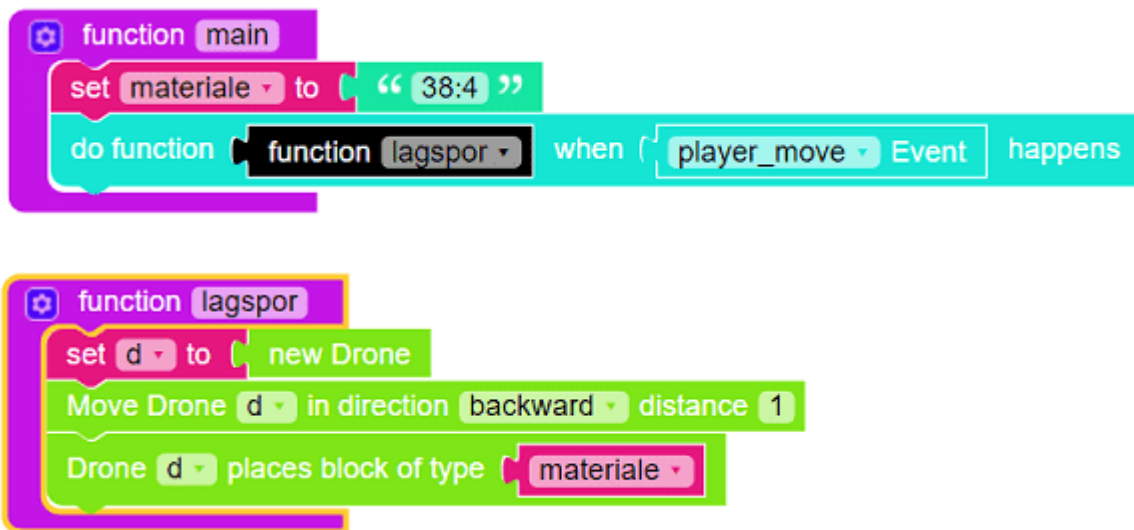 function main
set materiale to “ 38:4 ”
do function function lagspor when player_move Event happens
function lagspor
set d to new Drone
Move Drone d in direction backward distance 1
Drone d places block of type materiale